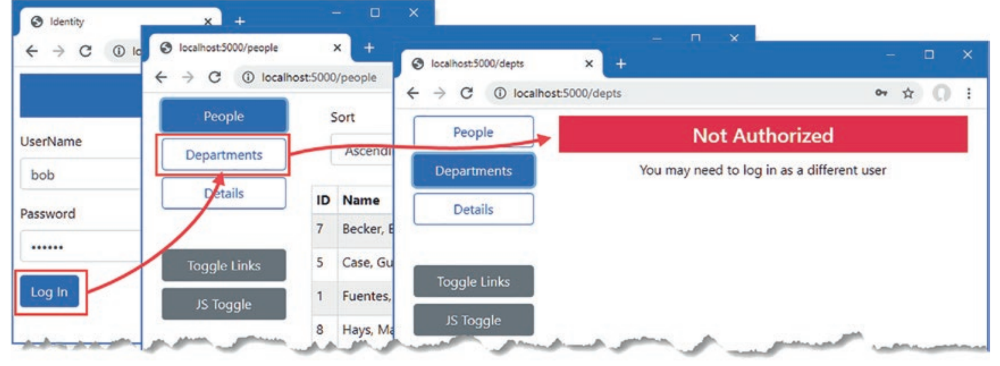 Identity
lo
UserName
bob
Password
••••••
Log In
localhost:5000/people
localhost:5000/people
People
Departments
Details
Toggle Links
JS Toggle
Sort
Ascendi
ID Name
7 Becker,
5 Case, Gu
1 Fuentes,
8 Hays, Ma
localhost:5000/depts
localhost:5000/depts
People
Departments
Details
Toggle Links
JS Toggle
Not Authorized
You may need to log in as a different user